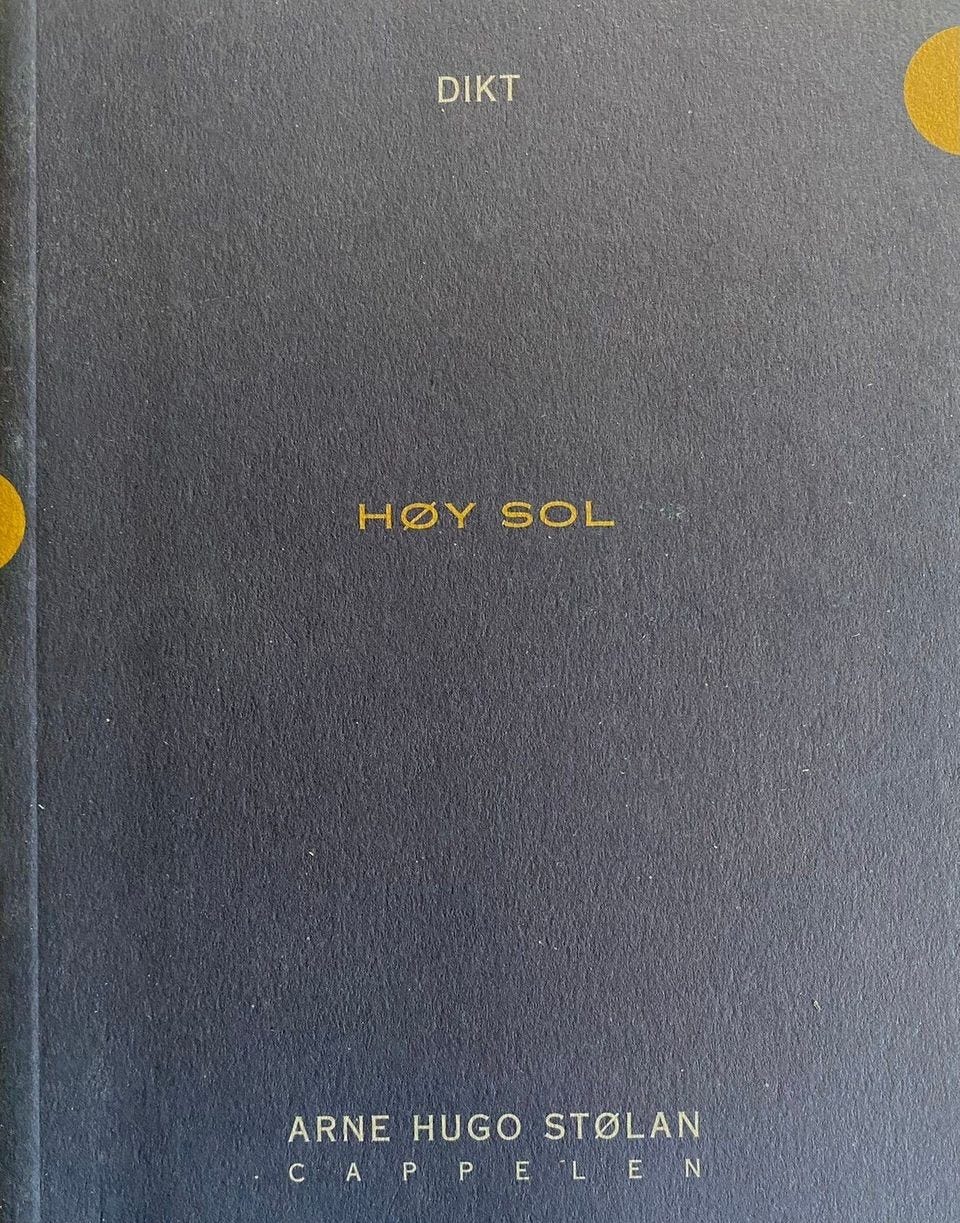 DIKT
HØY SOL
ARNE HUGO STØLAN
CAPPELEN